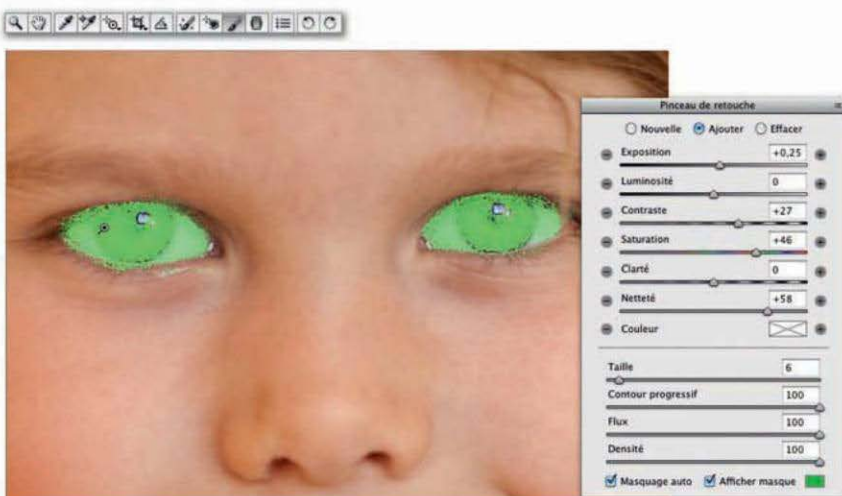 Pinceau de retouche
Nouvelle Ajouter Effacer
Exposition +0,25
Luminosité 0
Contraste +27
Saturation +46
Clarté 0
Netteté +58
Couleur
Taille 6
Contour progressif 100
Flux 100
Densité 100
Masquage auto Afficher masque